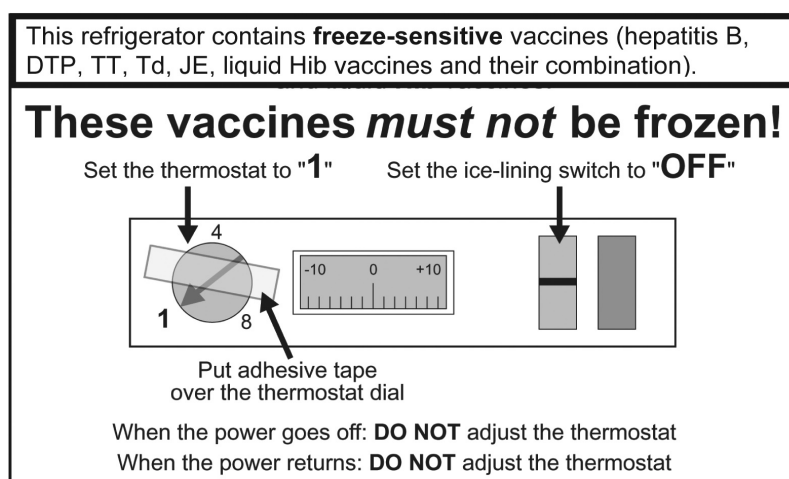 This refrigerator contains freeze-sensitive vaccines (hepatitis B,
DTP, TT, Td, JE, liquid Hib vaccines and their combination).
These vaccines must not be frozen!
Set the thermostat to "1"
Set the ice-lining switch to "OFF"
4
-10 0 +10
1
8
Put adhesive tape
over the thermostat dial
When the power goes off: DO NOT adjust the thermostat
When the power returns: DO NOT adjust the thermostat